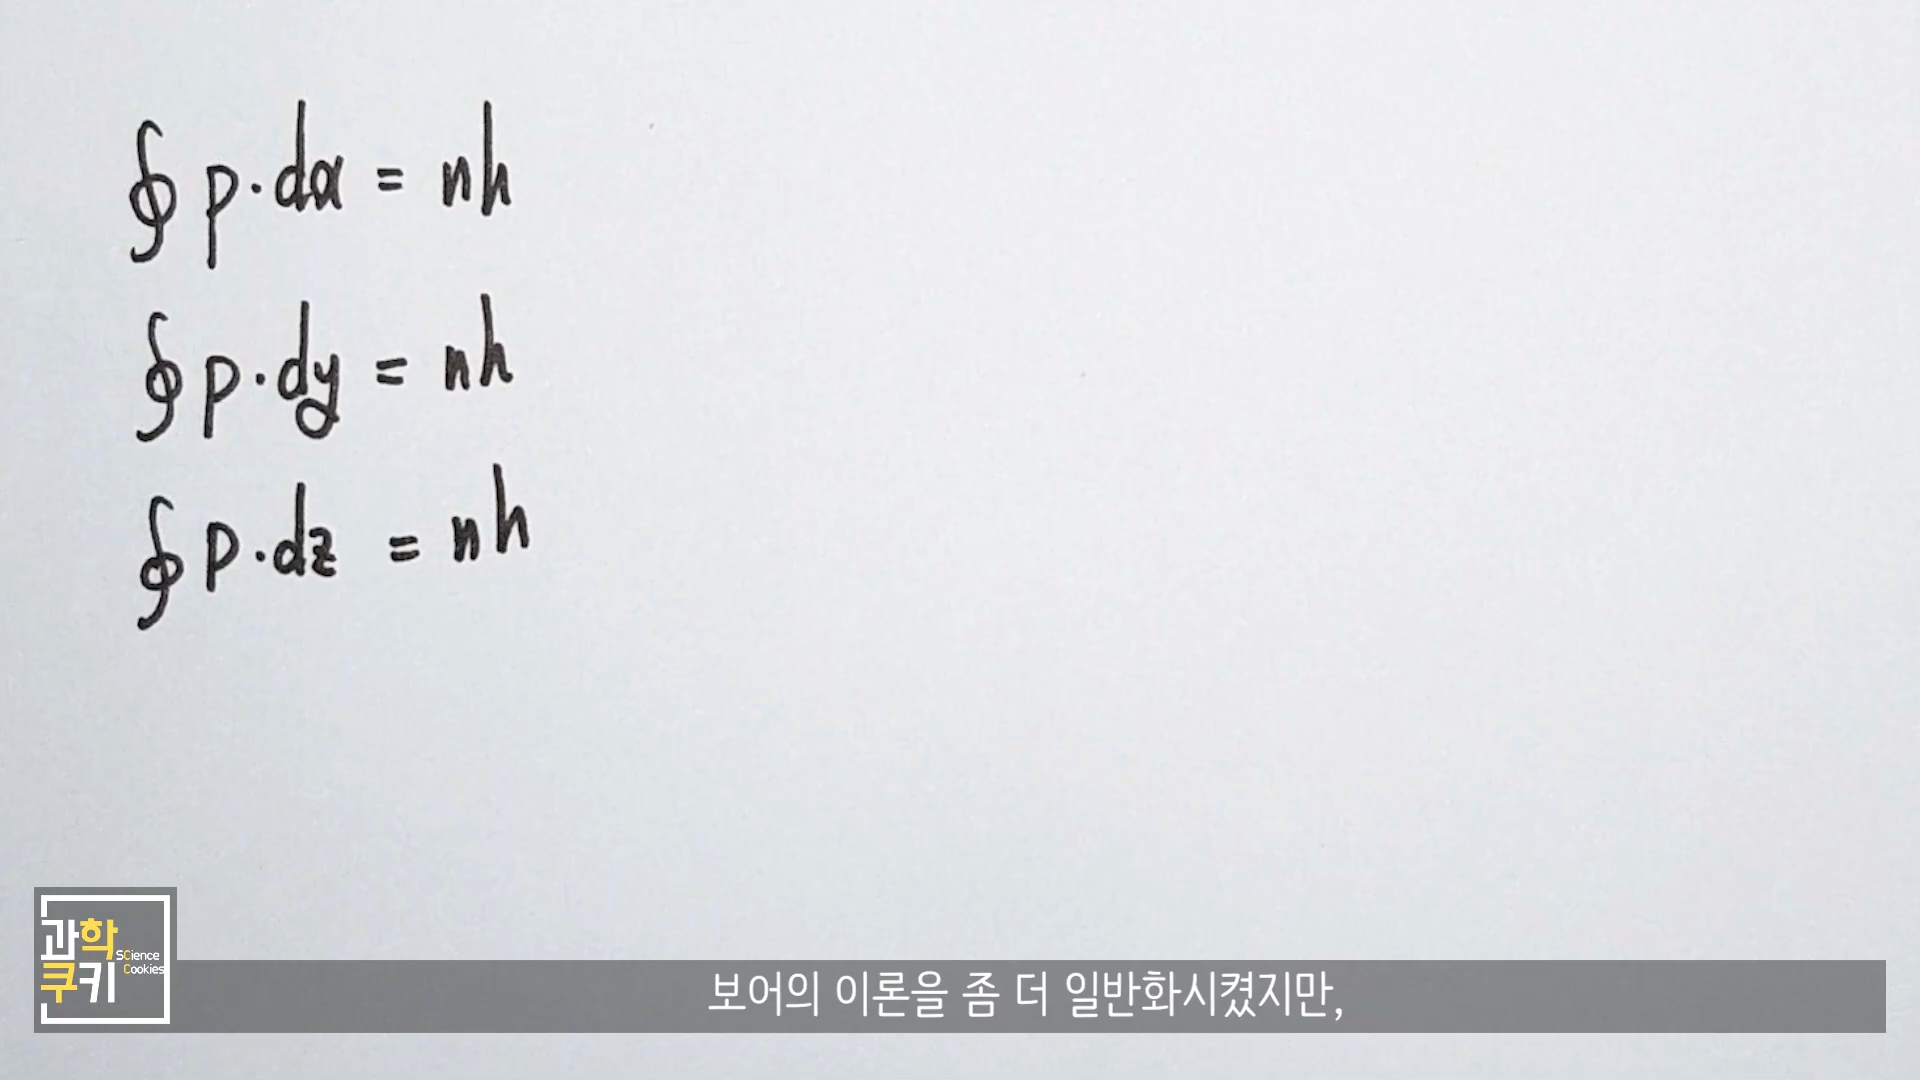 ∮ p · dx = nh
∮ p · dy = nh
∮ p · dz = nh
과학
쿠키
Science
Cookies
보어의 이론을 좀 더 일반화시켰지만,